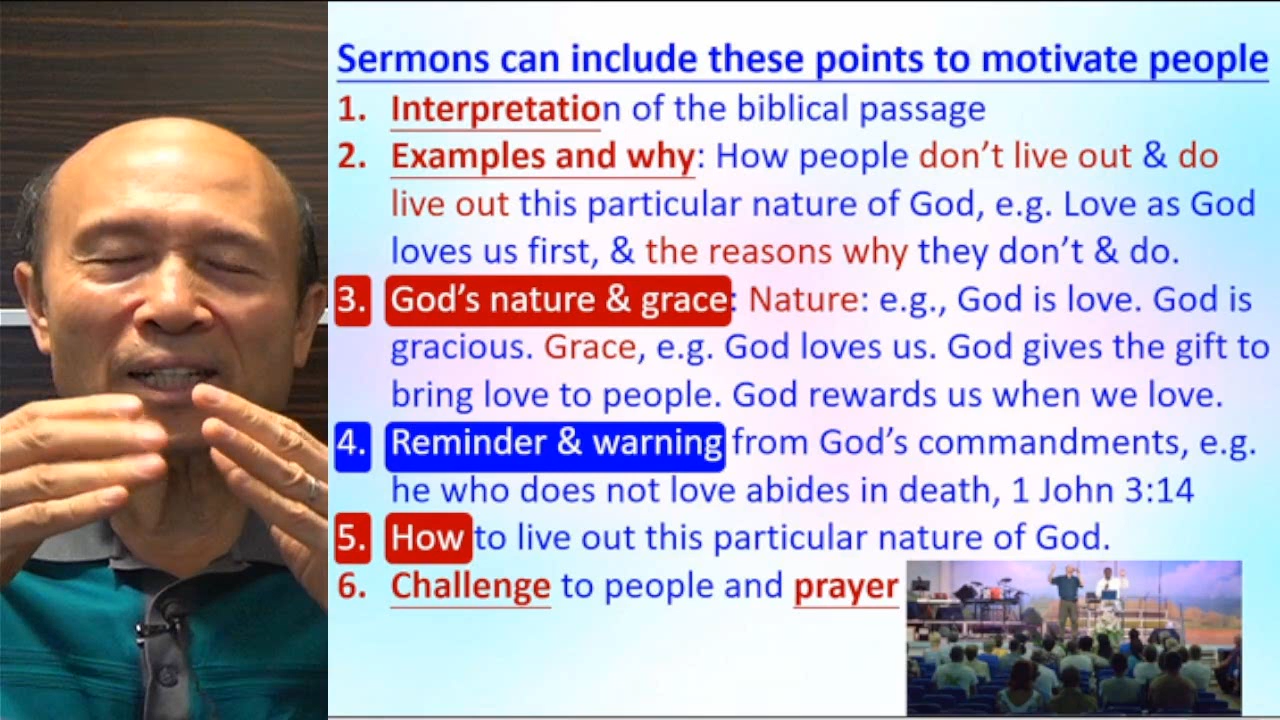 Sermons can include these points to motivate people
1. Interpretation of the biblical passage
2. Examples and why: How people don't live out & do
live out this particular nature of God, e.g. Love as God
loves us first, & the reasons why they don't & do.
3. God's nature & grace: Nature: e.g., God is love. God is
gracious. Grace, e.g. God loves us. God gives the gift to
bring love to people. God rewards us when we love.
4. Reminder & warning from God's commandments, e.g.
he who does not love abides in death, 1 John 3:14
5. How to live out this particular nature of God.
6. Challenge to people and prayer